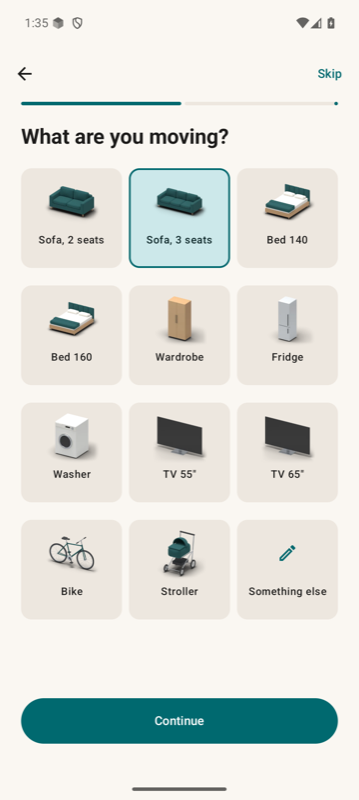 1:35
Skip
What are you moving?
Sofa, 2 seats
Sofa, 3 seats
Bed 140
Bed 160
Wardrobe
Fridge
Washer
TV 55"
TV 65"
Bike
Stroller
Something else
Continue